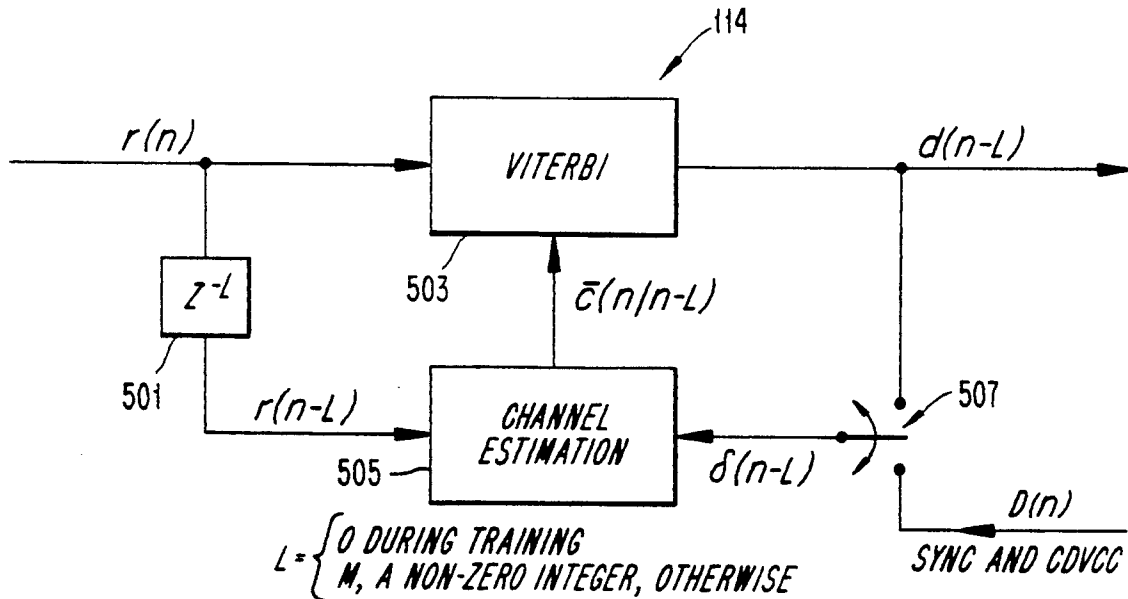 114
r(n)
VITERBI
d(n-L)
503
Z⁻ᴸ
c̄(n/n-L)
501
r(n-L)
CHANNEL
ESTIMATION
507
505
δ(n-L)
D(n)
SYNC AND CDVCC
L = { 0 DURING TRAINING
M, A NON-ZERO INTEGER, OTHERWISE